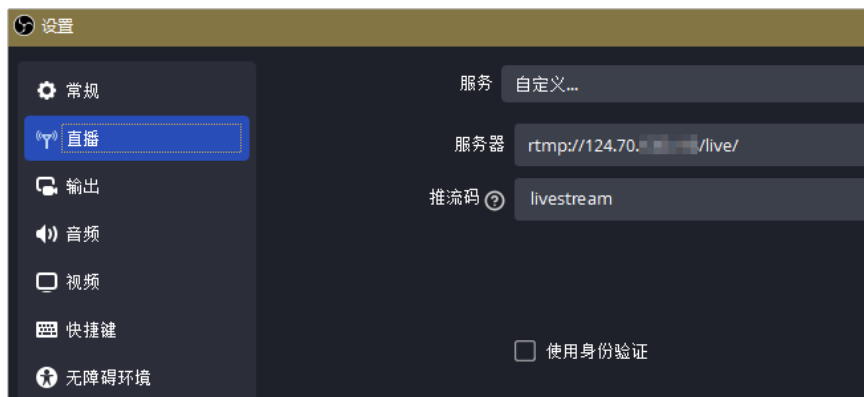 设置
常规
直播
输出
音频
视频
快捷键
无障碍环境
服务 自定义...
服务器 rtmp://124.70. /live/
推流码 livestream
使用身份验证